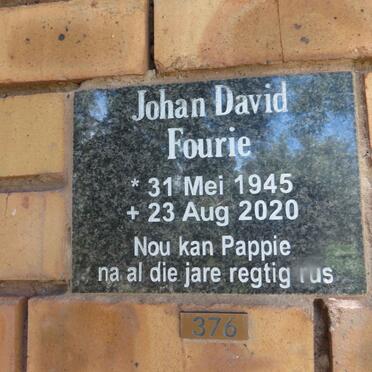 Johan David
Fourie
* 31 Mei 1945
+ 23 Aug 2020
Nou kan Pappie
na al die jare regtig rus
376